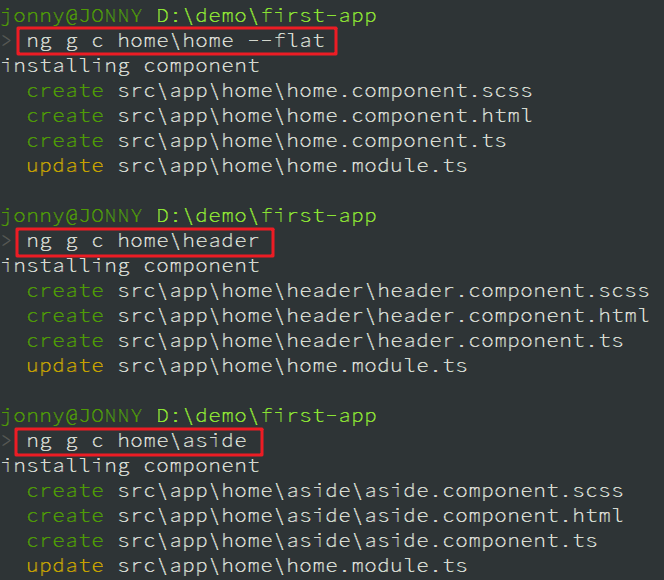 jonny@JONNY D:\demo\first-app
> ng g c home\home --flat
installing component
  create src\app\home\home.component.scss
  create src\app\home\home.component.html
  create src\app\home\home.component.ts
  update src\app\home\home.module.ts

jonny@JONNY D:\demo\first-app
> ng g c home\header
installing component
  create src\app\home\header\header.component.scss
  create src\app\home\header\header.component.html
  create src\app\home\header\header.component.ts
  update src\app\home\home.module.ts

jonny@JONNY D:\demo\first-app
> ng g c home\aside
installing component
  create src\app\home\aside\aside.component.scss
  create src\app\home\aside\aside.component.html
  create src\app\home\aside\aside.component.ts
  update src\app\home\home.module.ts